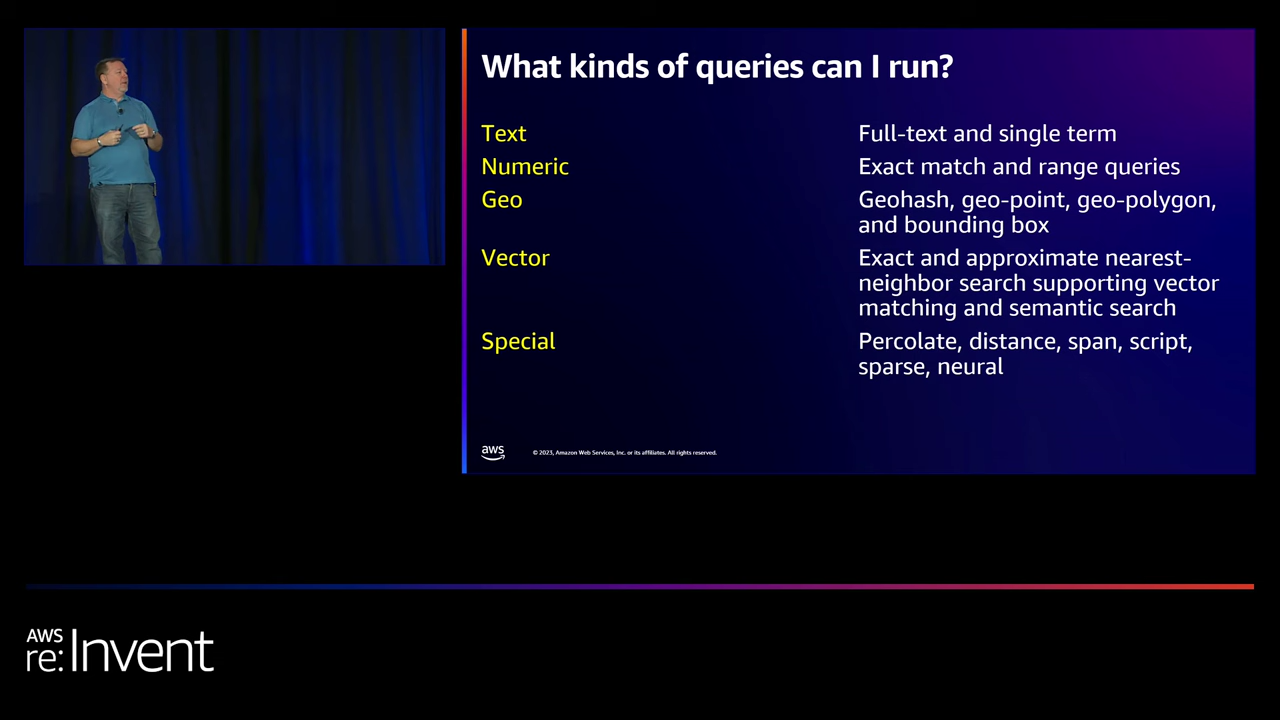 What kinds of queries can I run?
Text
Full-text and single term
Numeric
Exact match and range queries
Geo
Geohash, geo-point, geo-polygon,
and bounding box
Vector
Exact and approximate nearest-
neighbor search supporting vector
matching and semantic search
Special
Percolate, distance, span, script,
sparse, neural
aws
© 2023, Amazon Web Services, Inc. or its affiliates. All rights reserved.
AWS
re:Invent